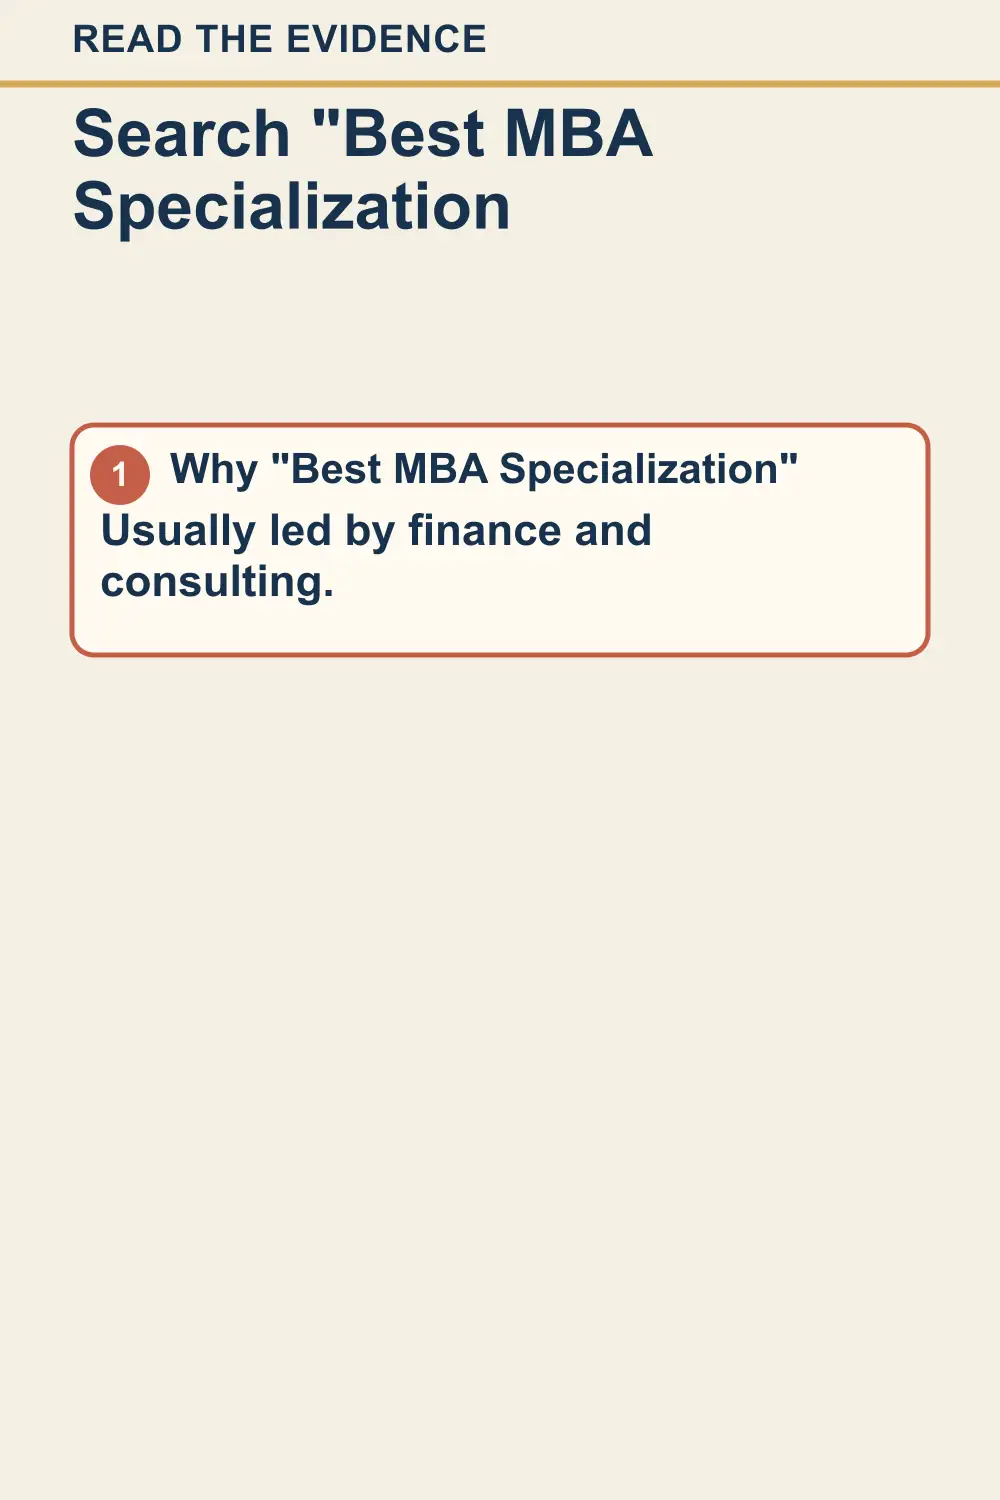 READ THE EVIDENCE
Search "Best MBA
Specialization
1 Why "Best MBA Specialization"
Usually led by finance and
consulting.